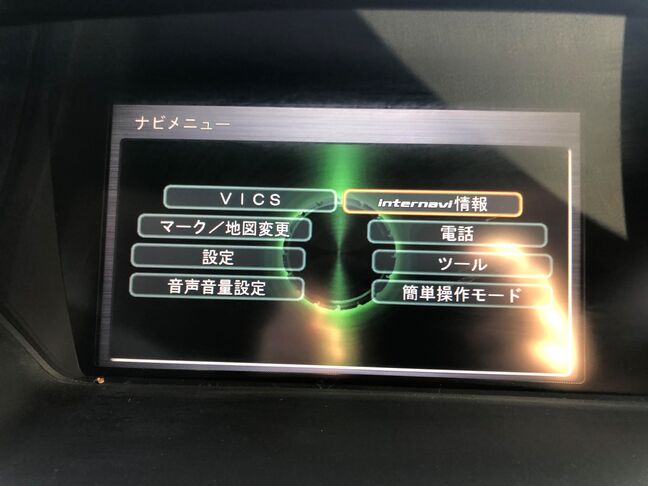 ナビメニュー
VICS
internavi情報
マーク／地図変更
電話
設定
ツール
音声音量設定
簡単操作モード